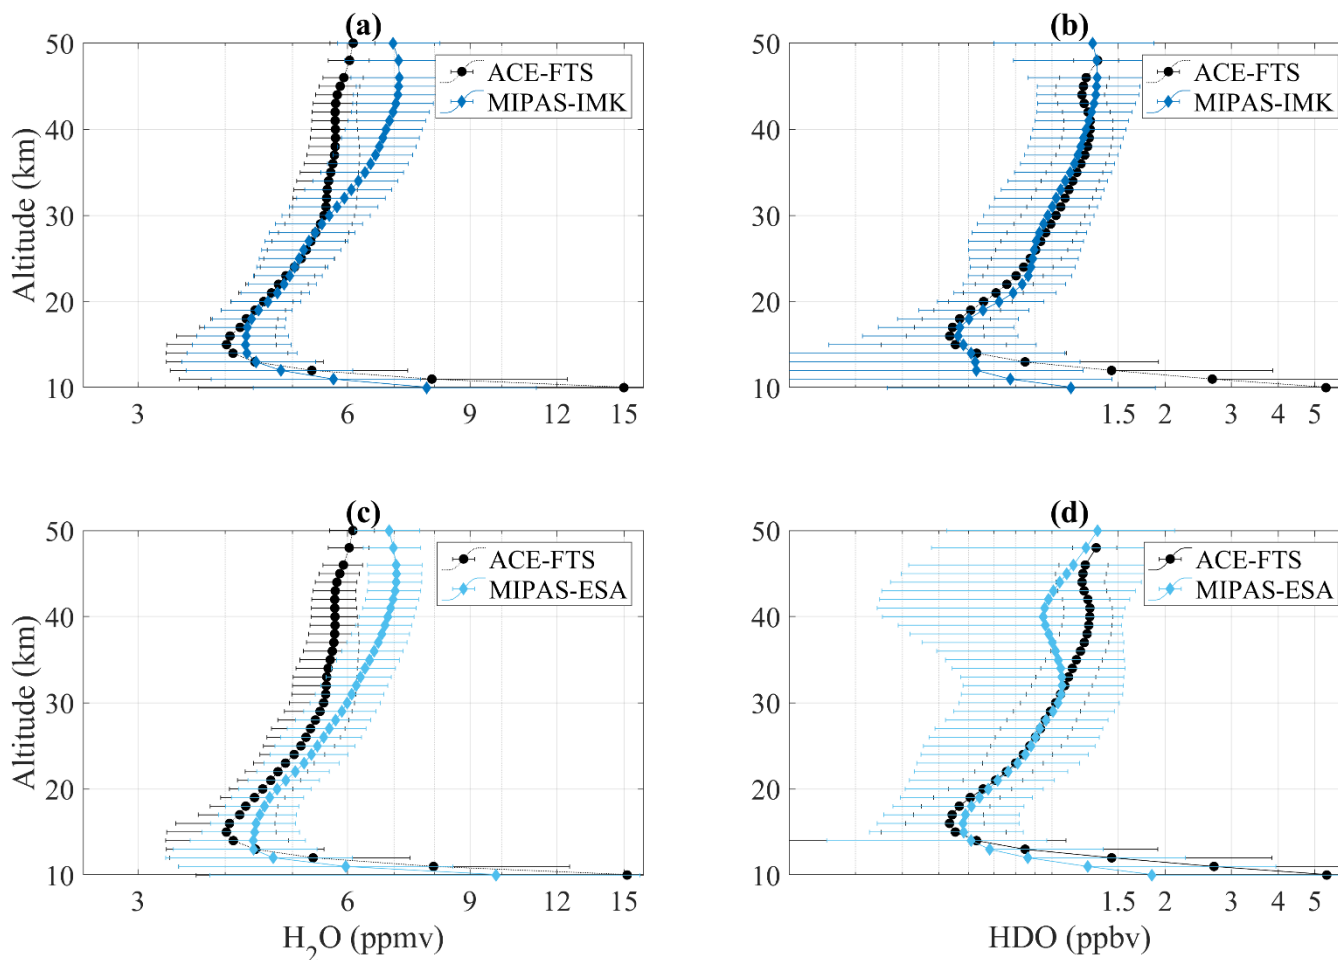 (a)
50
40
30
20
10
Altitude (km)
3
6
9
12
15
ACE-FTS
MIPAS-IMK
(b)
50
40
30
20
10
1.5
2
3
4
5
ACE-FTS
MIPAS-IMK
(c)
50
40
30
20
10
Altitude (km)
3
6
9
12
15
H2O (ppmv)
ACE-FTS
MIPAS-ESA
(d)
50
40
30
20
10
1.5
2
3
4
5
HDO (ppbv)
ACE-FTS
MIPAS-ESA